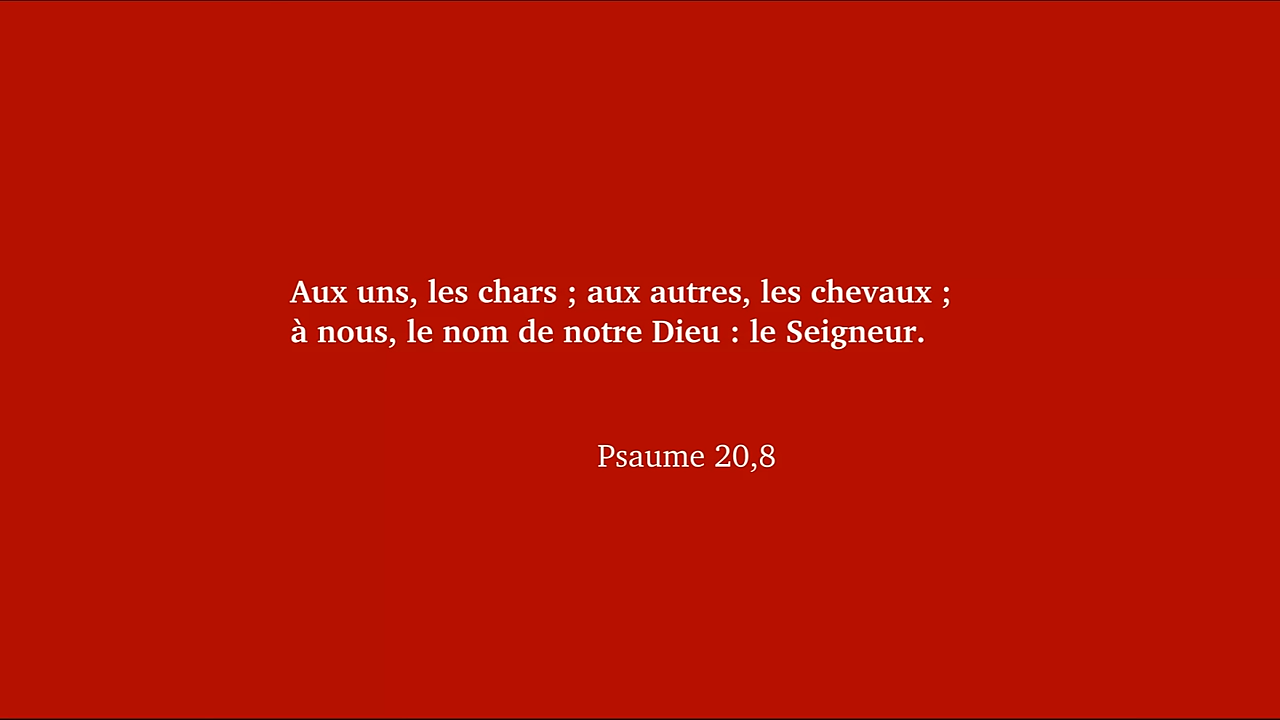 Aux uns, les chars ; aux autres, les chevaux ;
à nous, le nom de notre Dieu : le Seigneur.
Psaume 20,8